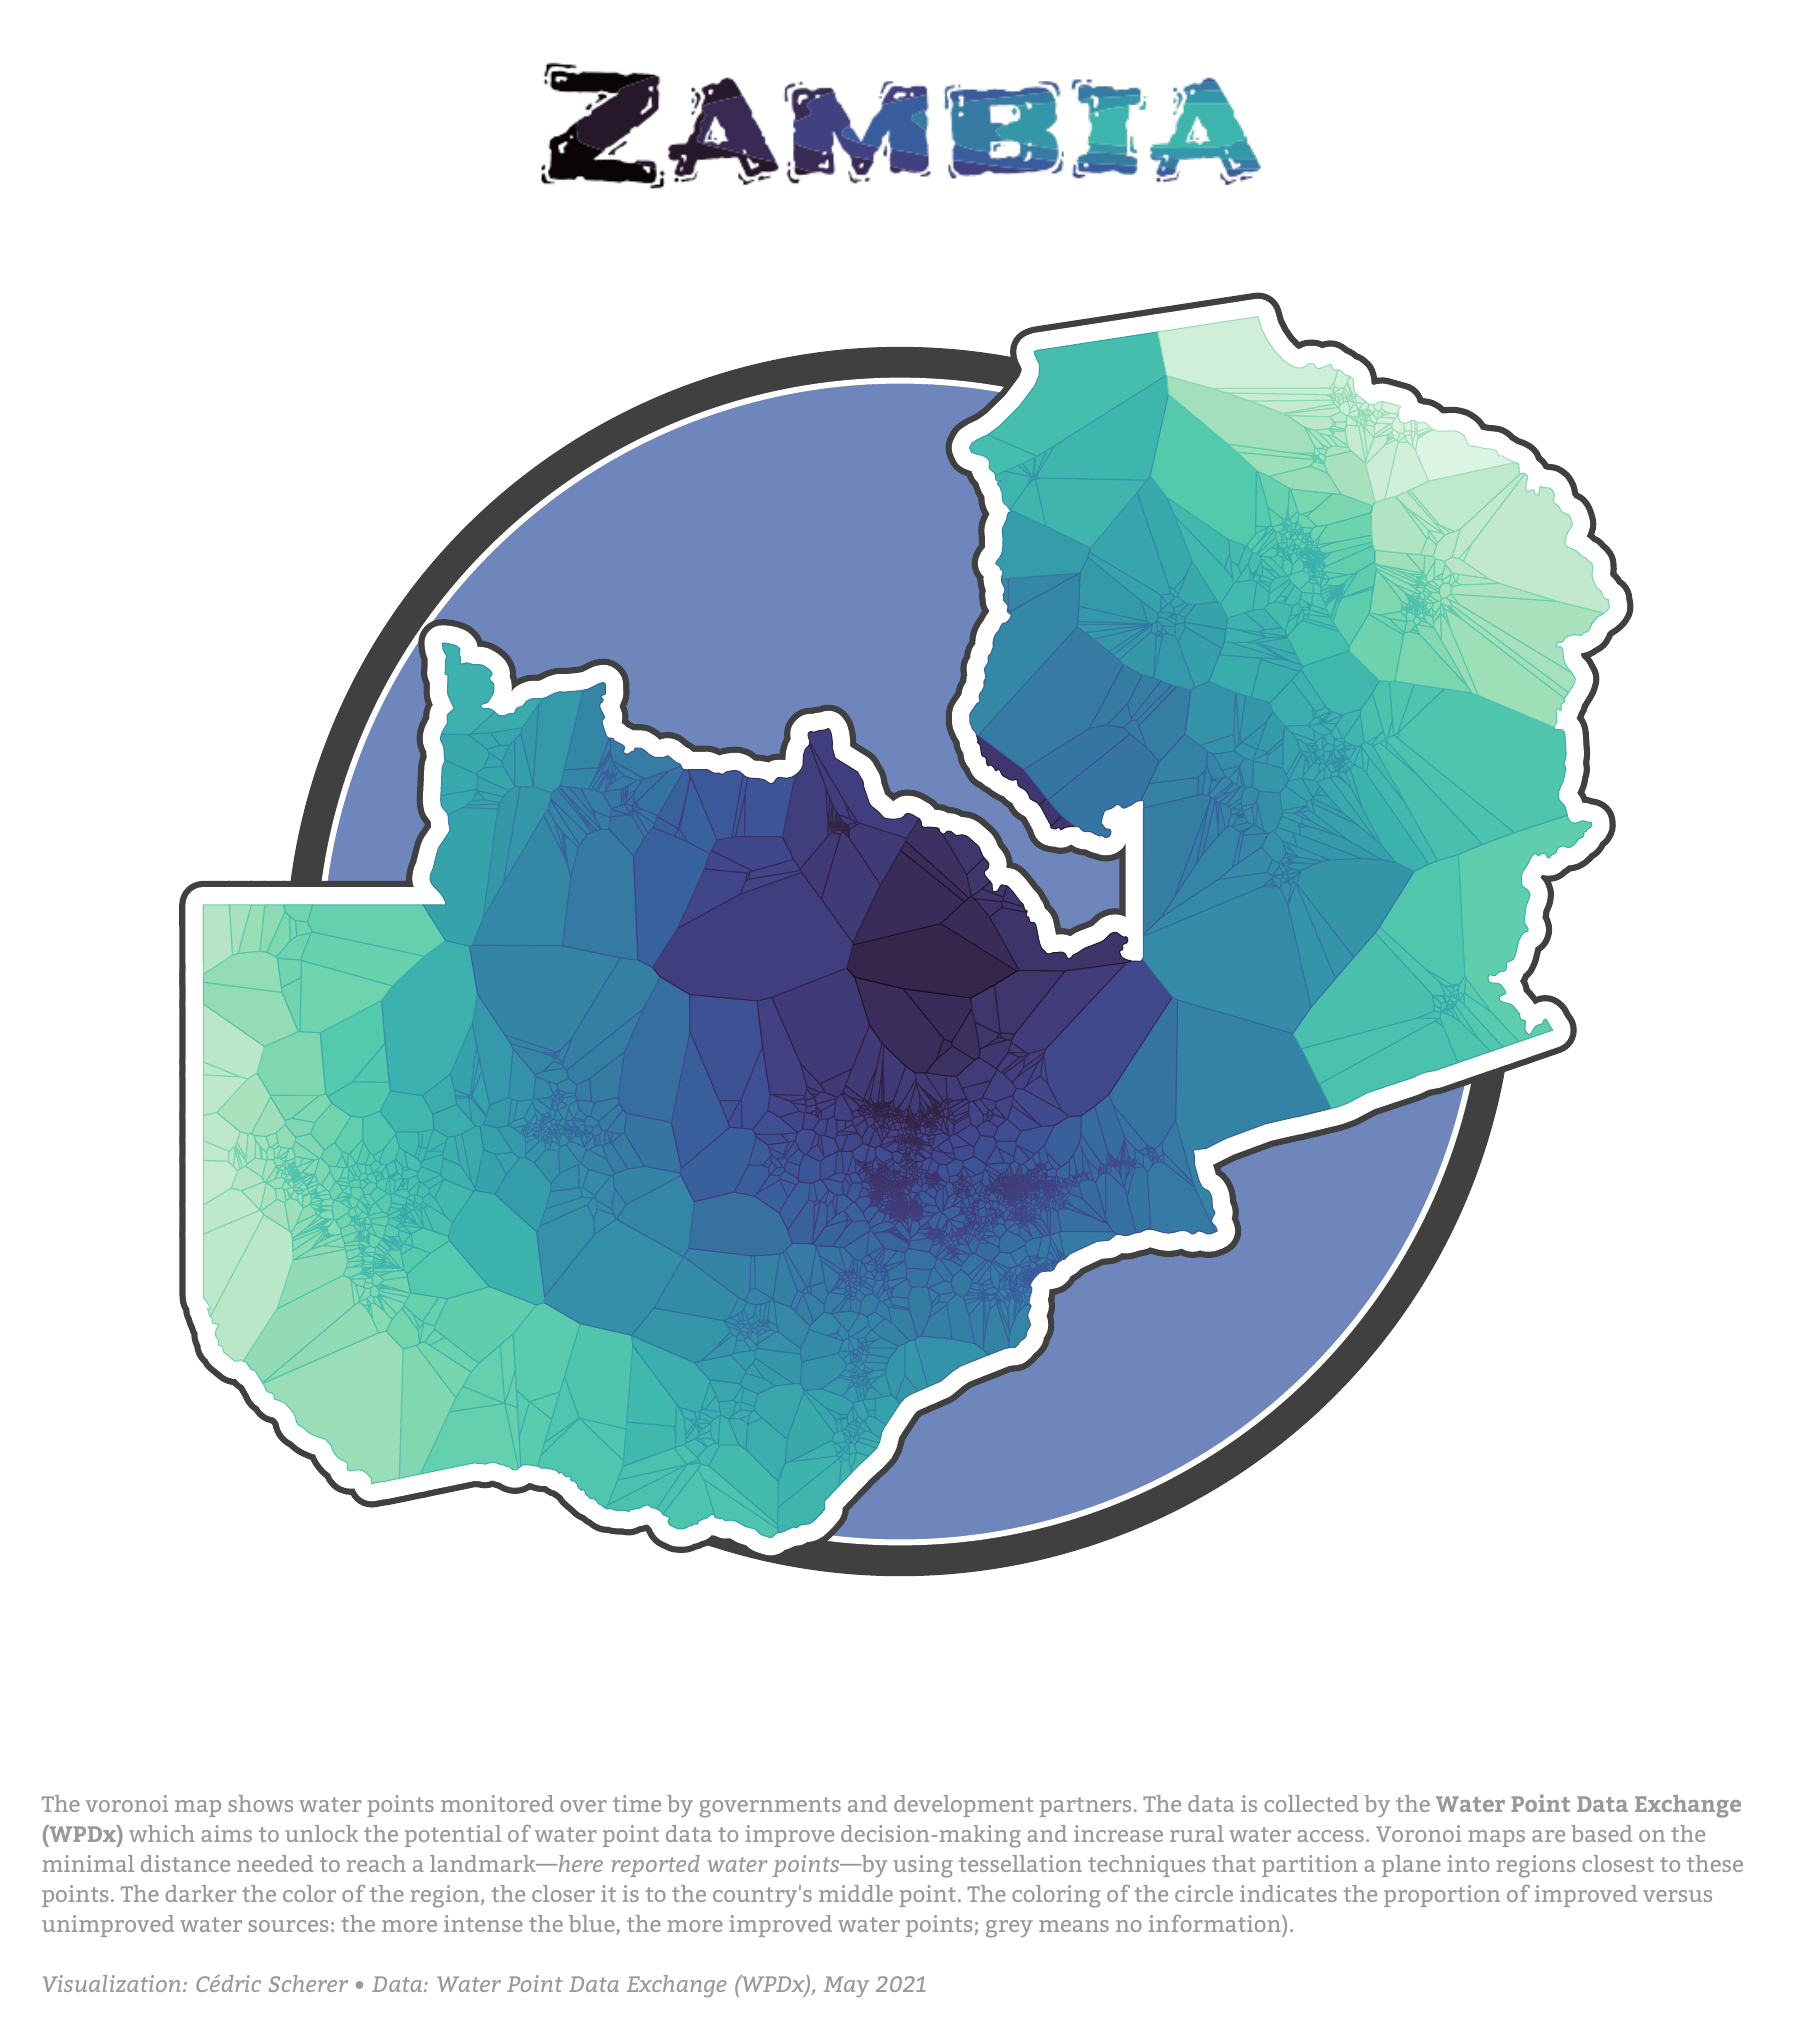 ZAMBIA
The voronoi map shows water points monitored over time by governments and development partners. The data is collected by the Water Point Data Exchange
(WPDx) which aims to unlock the potential of water point data to improve decision-making and increase rural water access. Voronoi maps are based on the
minimal distance needed to reach a landmark—here reported water points—by using tessellation techniques that partition a plane into regions closest to these
points. The darker the color of the region, the closer it is to the country's middle point. The coloring of the circle indicates the proportion of improved versus
unimproved water sources: the more intense the blue, the more improved water points; grey means no information).
Visualization: Cédric Scherer • Data: Water Point Data Exchange (WPDx), May 2021